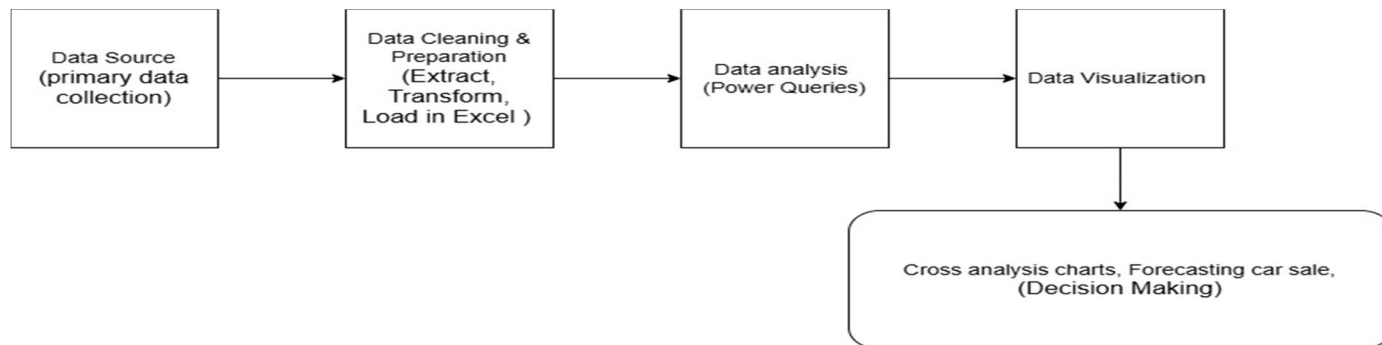 Data Source
(primary data
collection)
Data Cleaning &
Preparation
(Extract,
Transform,
Load in Excel )
Data analysis
(Power Queries)
Data Visualization
Cross analysis charts, Forecasting car sale,
(Decision Making)